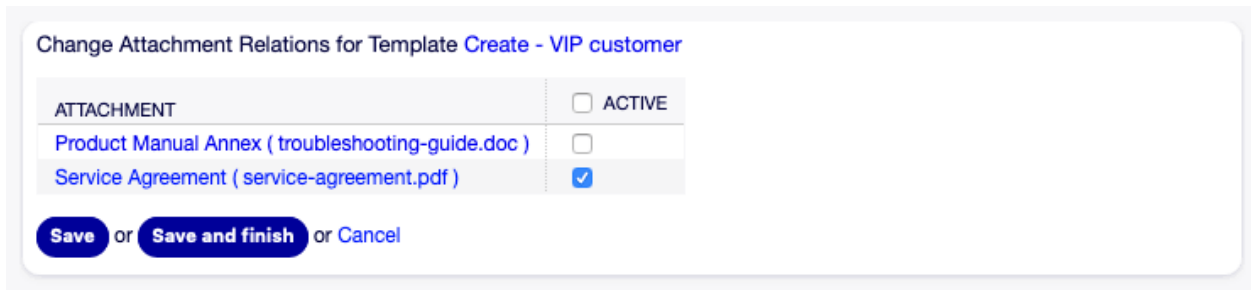 Change Attachment Relations for Template Create - VIP customer
ATTACHMENT ACTIVE
Product Manual Annex ( troubleshooting-guide.doc )
Service Agreement ( service-agreement.pdf )
Save or Save and finish or Cancel